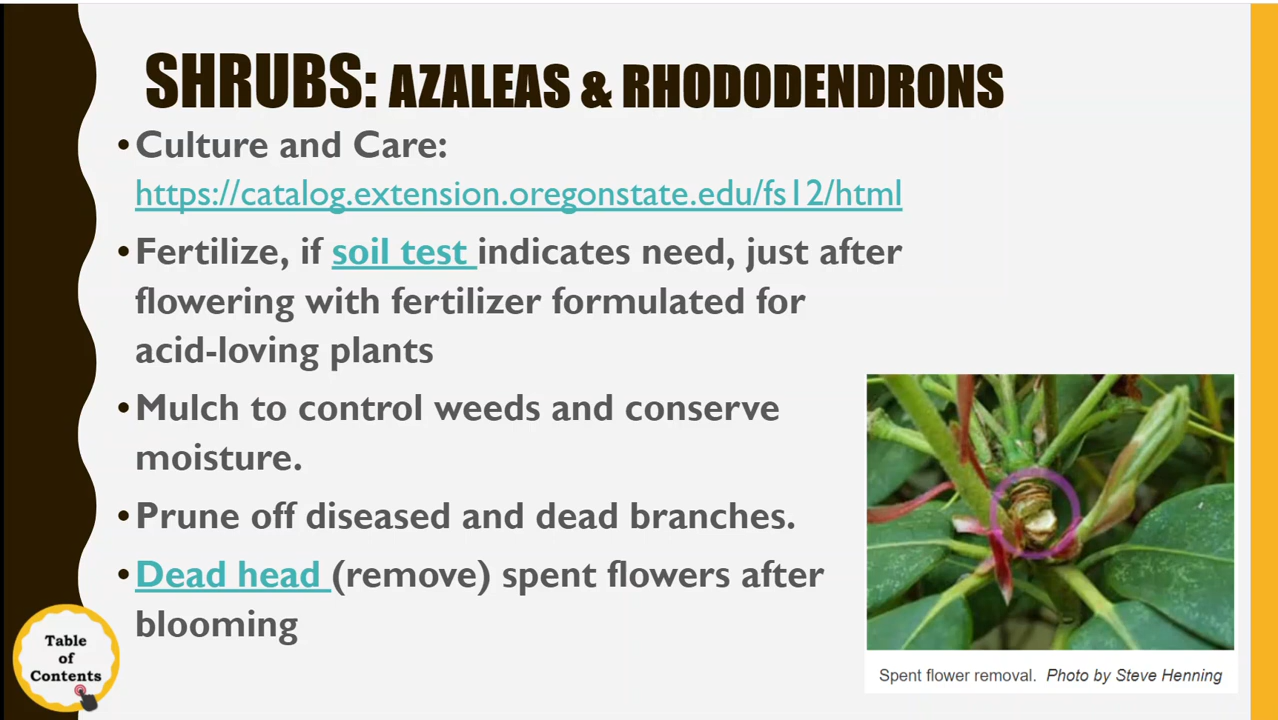 SHRUBS: AZALEAS & RHODODENDRONS
•Culture and Care:
https://catalog.extension.oregonstate.edu/fs12/html
•Fertilize, if soil test indicates need, just after
flowering with fertilizer formulated for
acid-loving plants
•Mulch to control weeds and conserve
moisture.
•Prune off diseased and dead branches.
•Dead head (remove) spent flowers after
blooming
Table
of
Contents
Spent flower removal. Photo by Steve Henning